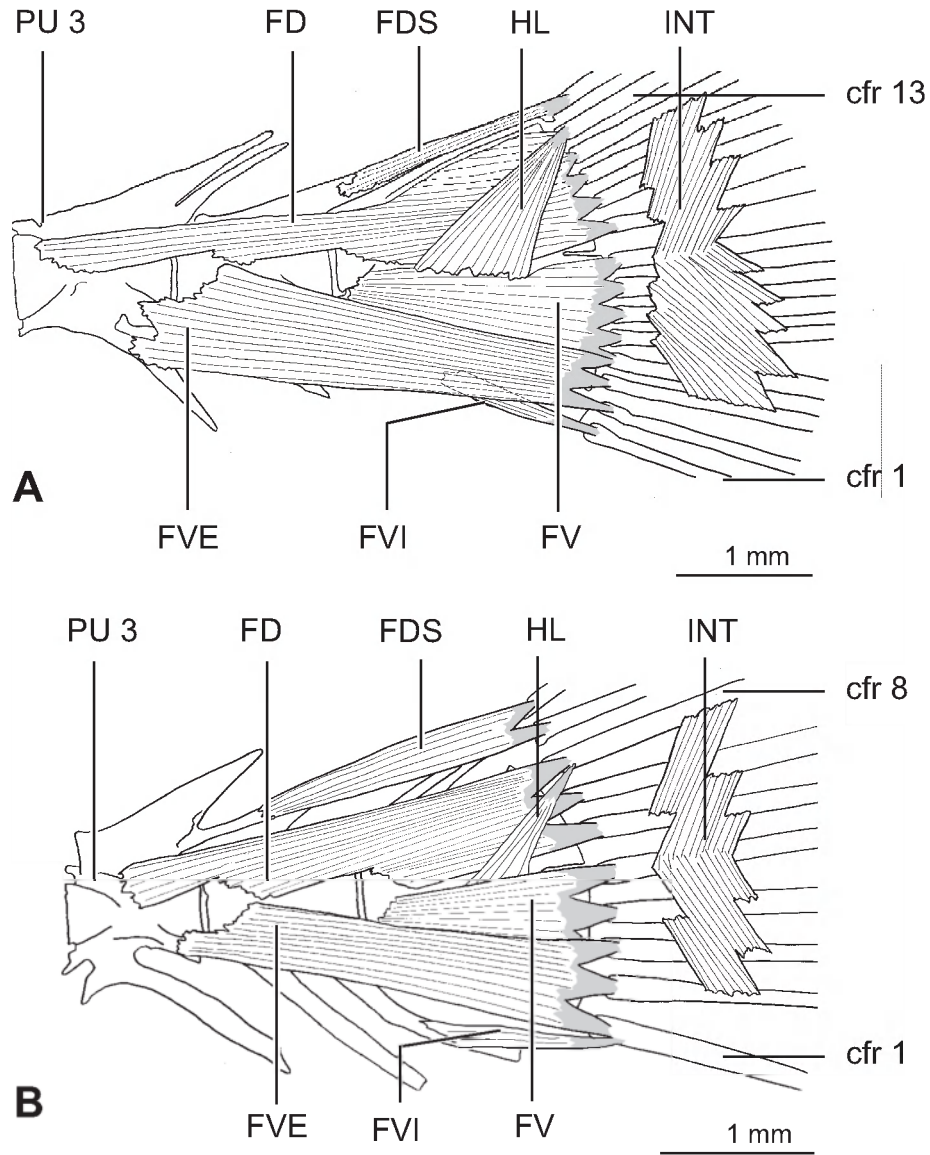 PU 3 FD FDS HL INT
cfr 13
cfr 1
A
FVE FVI FV
1 mm
PU 3 FD FDS HL INT
cfr 8
cfr 1
B
FVE FVI FV
1 mm